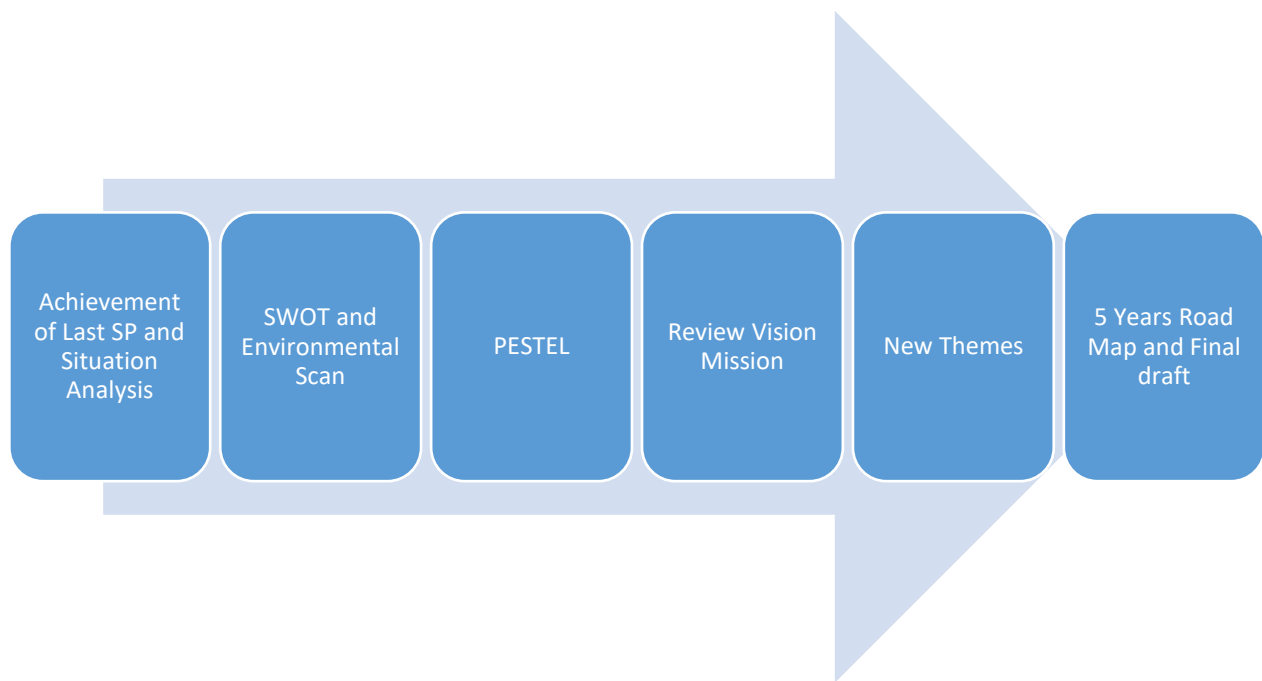 Achievement
of Last SP and
Situation
Analysis
SWOT and
Environmental
Scan
PESTEL
Review Vision
Mission
New Themes
5 Years Road
Map and Final
draft